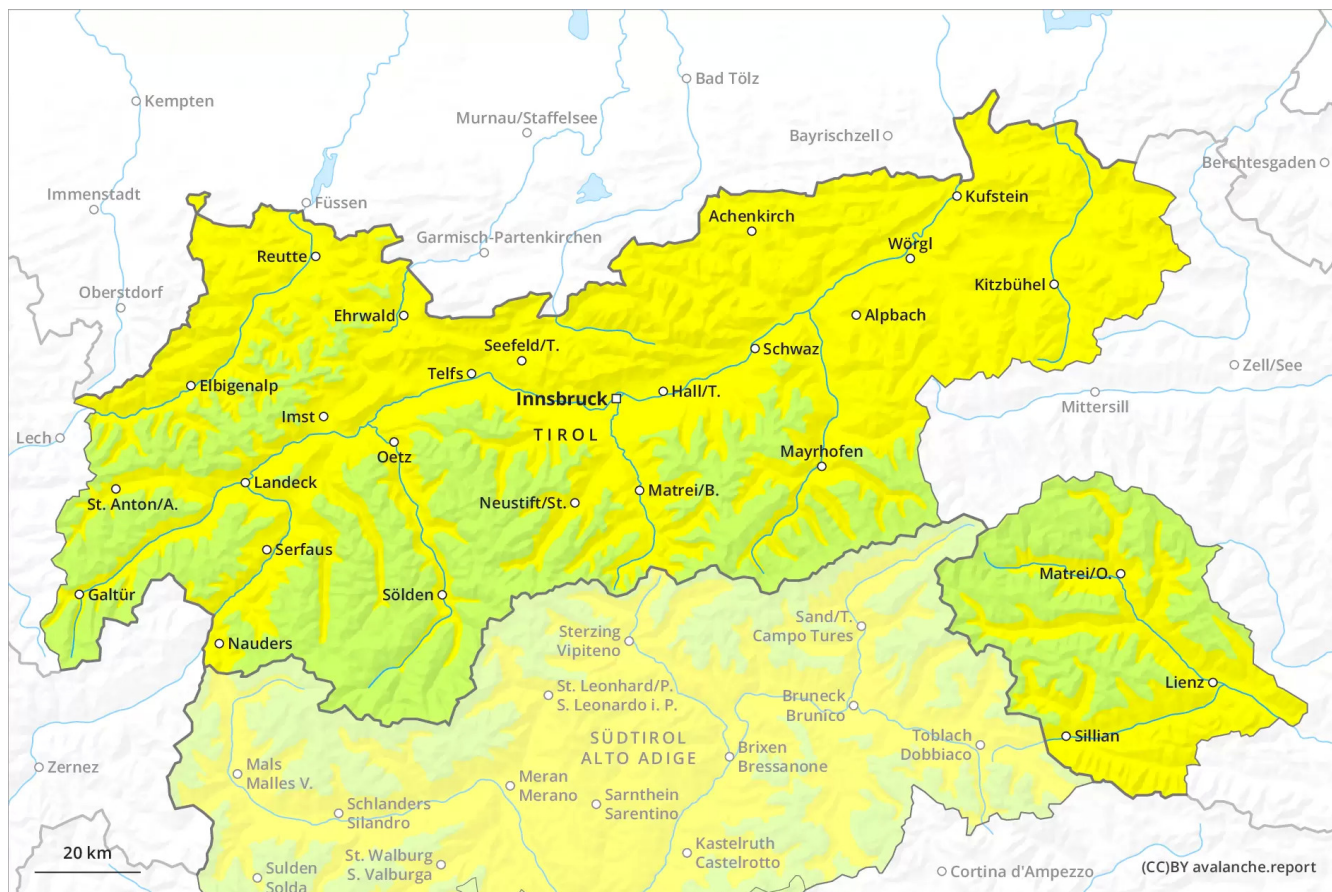 Bad Tölz
Kempten
Murnau/Staffelsee
Bayrischzell
Berchtesgaden
Immenstadt
Füssen
Kufstein
Achenkirch
Garmisch-Partenkirchen
Wörgl
Reutte
Kitzbühel
Oberstdorf
Ehrwald
Alpbach
Seefeld/T.
Schwaz
Zell/See
Telfs
Elbigenalp
Innsbruck
Hall/T.
Mittersill
Imst
Lech
TIROL
Oetz
Mayrhofen
Landeck
St. Anton/A.
Neustift/St.
Matrei/B.
Serfaus
Matrei/O.
Galtür
Sölden
Sand/T.
Campo Tures
Sterzing
Vipiteno
Nauders
Lienz
St. Leonhard/P.
S. Leonardo i. P.
Bruneck
Brunico
SÜDTIROL
ALTO ADIGE
Toblach
Dobbiaco
Sillian
Brixen
Bressanone
Zernez
Mals
Malles V.
Meran
Merano
Sarnthein
Sarentino
Schlanders
Silandro
Kastelruth
Castelrotto
20 km
St. Walburg
S. Valburga
Sulden
Solda
Cortina d'Ampezzo
(CC)BY avalanche.report